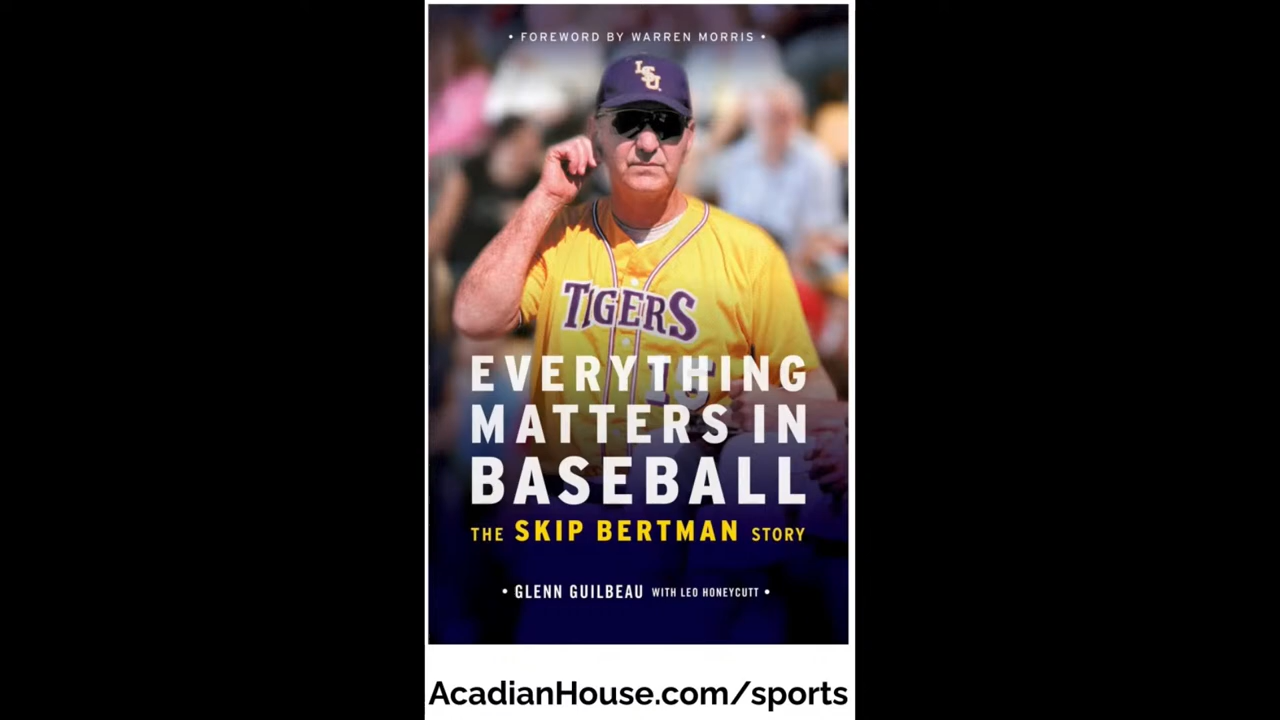 • FOREWORD BY WARREN MORRIS •
LSU
TIGERS
15
EVERYTHING
MATTERS IN
BASEBALL
THE SKIP BERTMAN STORY
• GLENN GUILBEAU WITH LEO HONEYCUTT •
AcadianHouse.com/sports